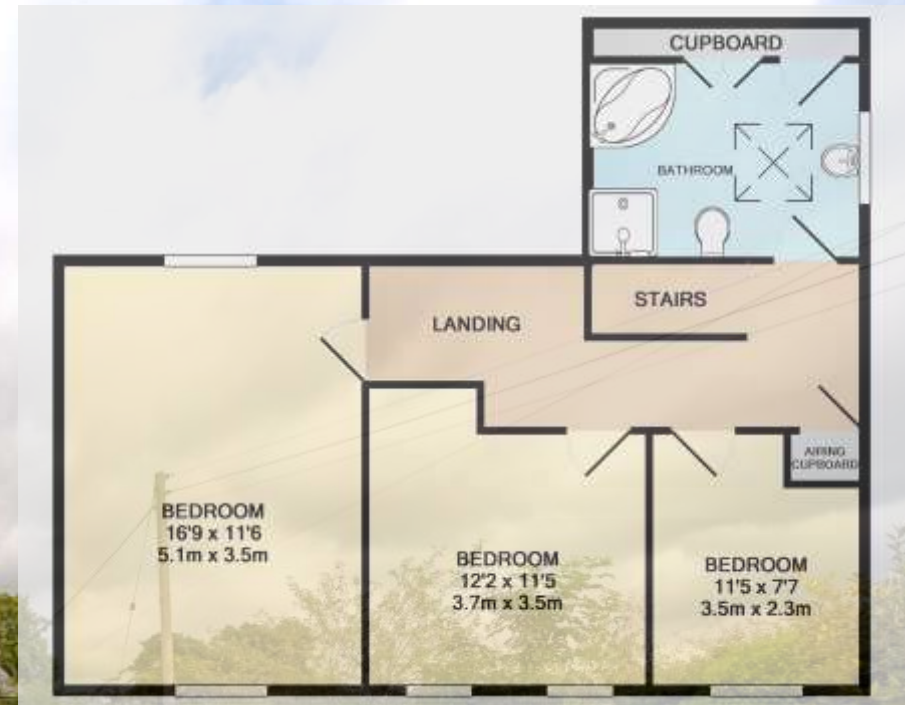 CUPBOARD
BATHROOM
STAIRS
LANDING
AIRING
CUPBOARD
BEDROOM
16'9 x 11'6
5.1m x 3.5m
BEDROOM
12'2 x 11'5
3.7m x 3.5m
BEDROOM
11'5 x 7'7
3.5m x 2.3m